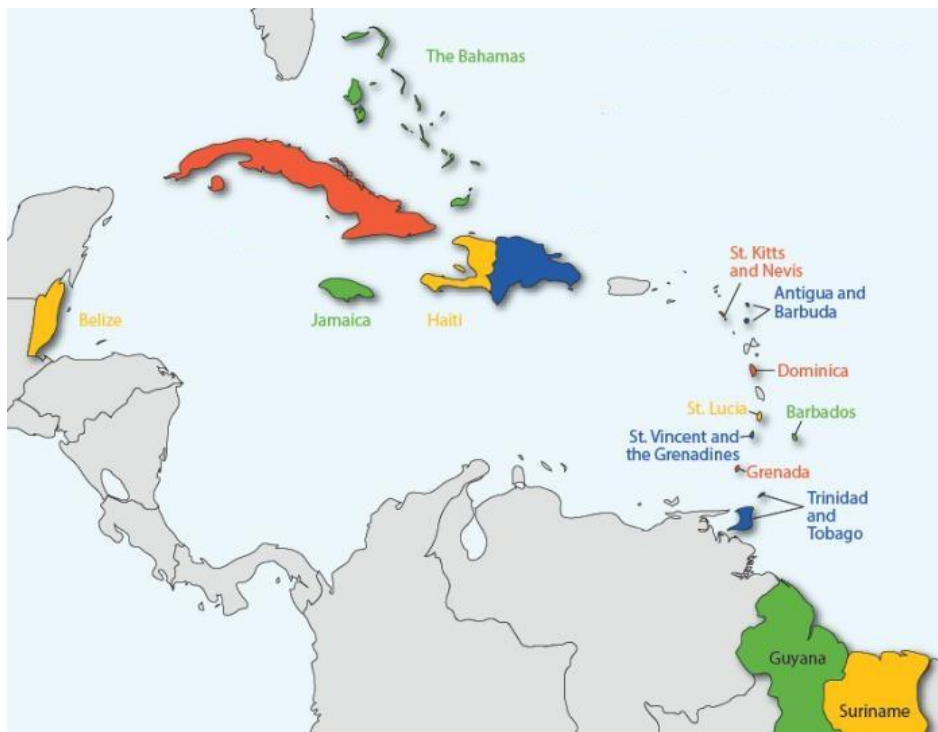 The Bahamas
St. Kitts
and Nevis
Antigua and
Barbuda
Belize
Jamaica
Haiti
Dominica
St. Lucia
Barbados
St. Vincent and
the Grenadines
Grenada
Trinidad
and
Tobago
Guyana
Suriname